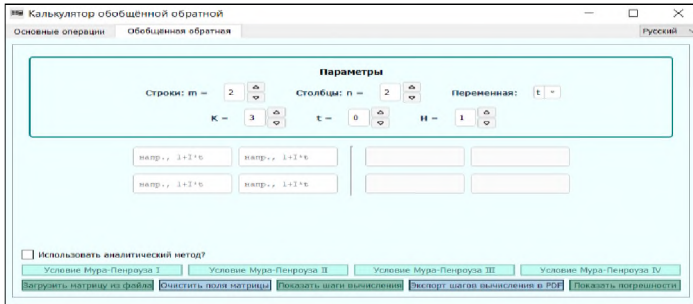 Калькулятор обобщённой обратной
Основные операции Обобщённая обратная Русский
Параметры
Строки: m = 2 Столбцы: n = 2 Переменная: t
K = 3 t = 0 H = 1
напр., 1+I*t напр., 1+I*t
напр., 1+I*t напр., 1+I*t
Использовать аналитический метод?
Условие Мура-Пенроуза I Условие Мура-Пенроуза II Условие Мура-Пенроуза III Условие Мура-Пенроуза IV
Загрузить матрицу из файла Очистить поля матрицы Показать шаги вычисления Экспорт шагов вычисления в PDF Показать погрешности